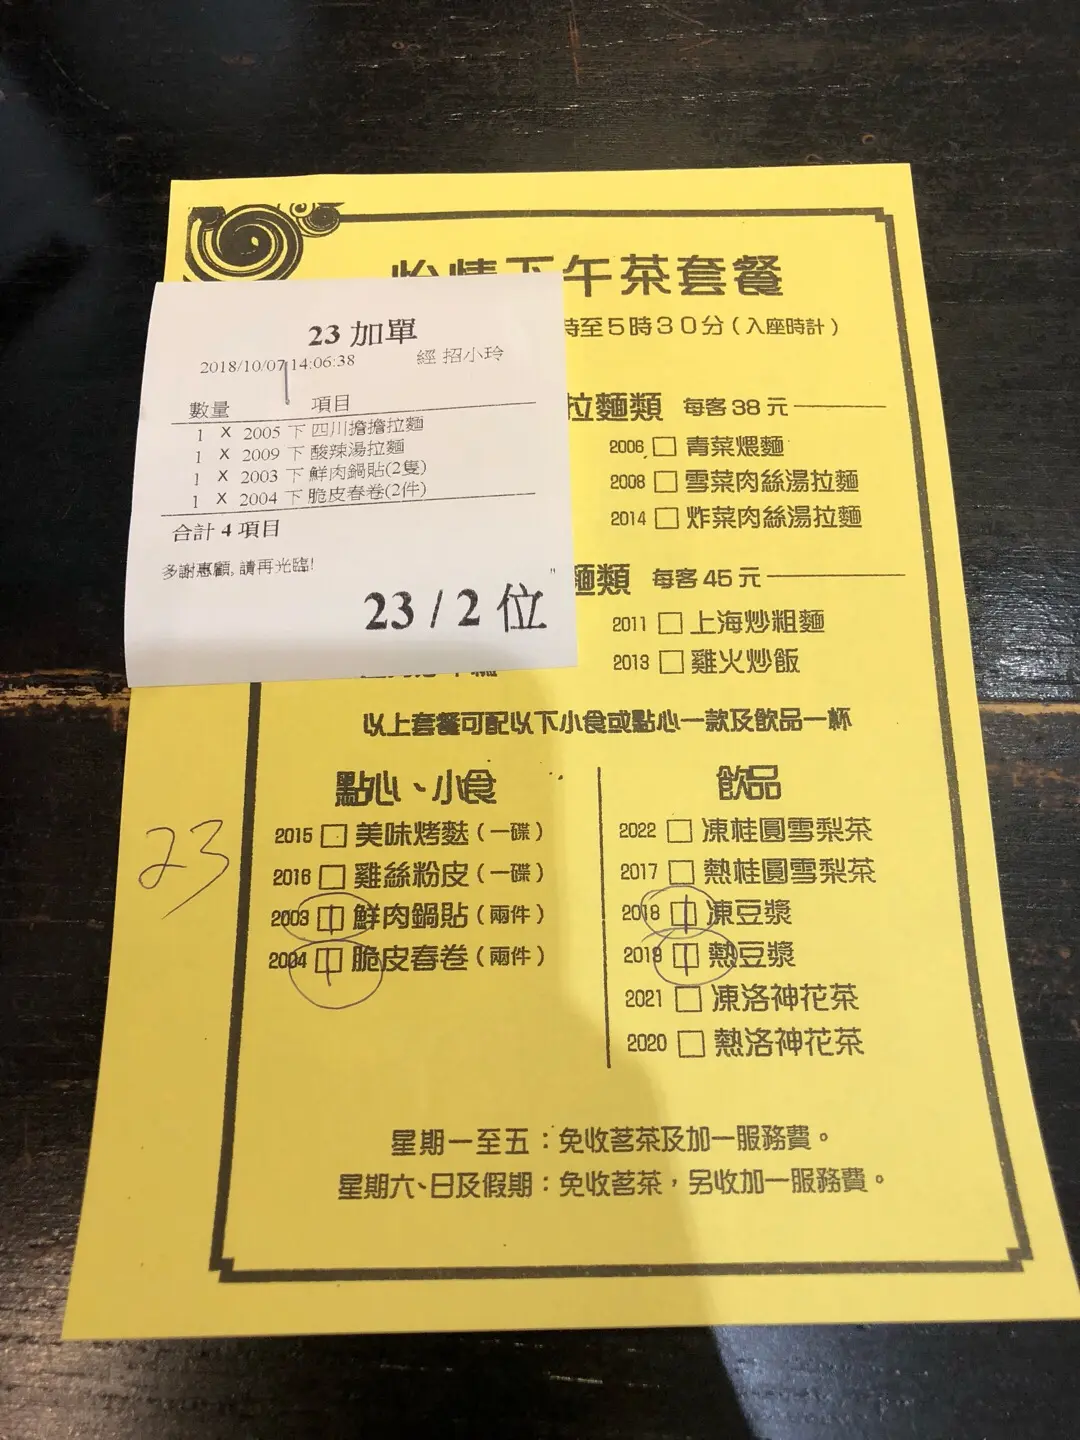 下午茶套餐
時至5時30分(入座時計)
23 加單
2018/10/07 14:06:38 經 招小玲
數量 項目
1 X 2005 下 四川擔擔拉麵
1 X 2009 下 酸辣湯拉麵
1 X 2003 下 鮮肉鍋貼(2隻)
1 X 2004 下 脆皮春卷(2件)
合計 4 項目
多謝惠顧, 請再光臨!
23 / 2 位
拉麵類 每客38元
2006 青菜煨麵
2008 雪菜肉絲湯拉麵
2014 炸菜肉絲湯拉麵
麵類 每客45元
2011 上海炒粗麵
2013 雞火炒飯
以上套餐可配以下小食或點心一款及飲品一杯
點心、小食
2015 美味烤麩(一碟)
2016 雞絲粉皮(一碟)
2003 鮮肉鍋貼(兩件)
2004 脆皮春卷(兩件)
飲品
2022 凍桂圓雪梨茶
2017 熱桂圓雪梨茶
2018 凍豆漿
2019 熱豆漿
2021 凍洛神花茶
2020 熱洛神花茶
23
星期一至五：免收茗茶及加一服務費。
星期六、日及假期：免收茗茶，另收加一服務費。